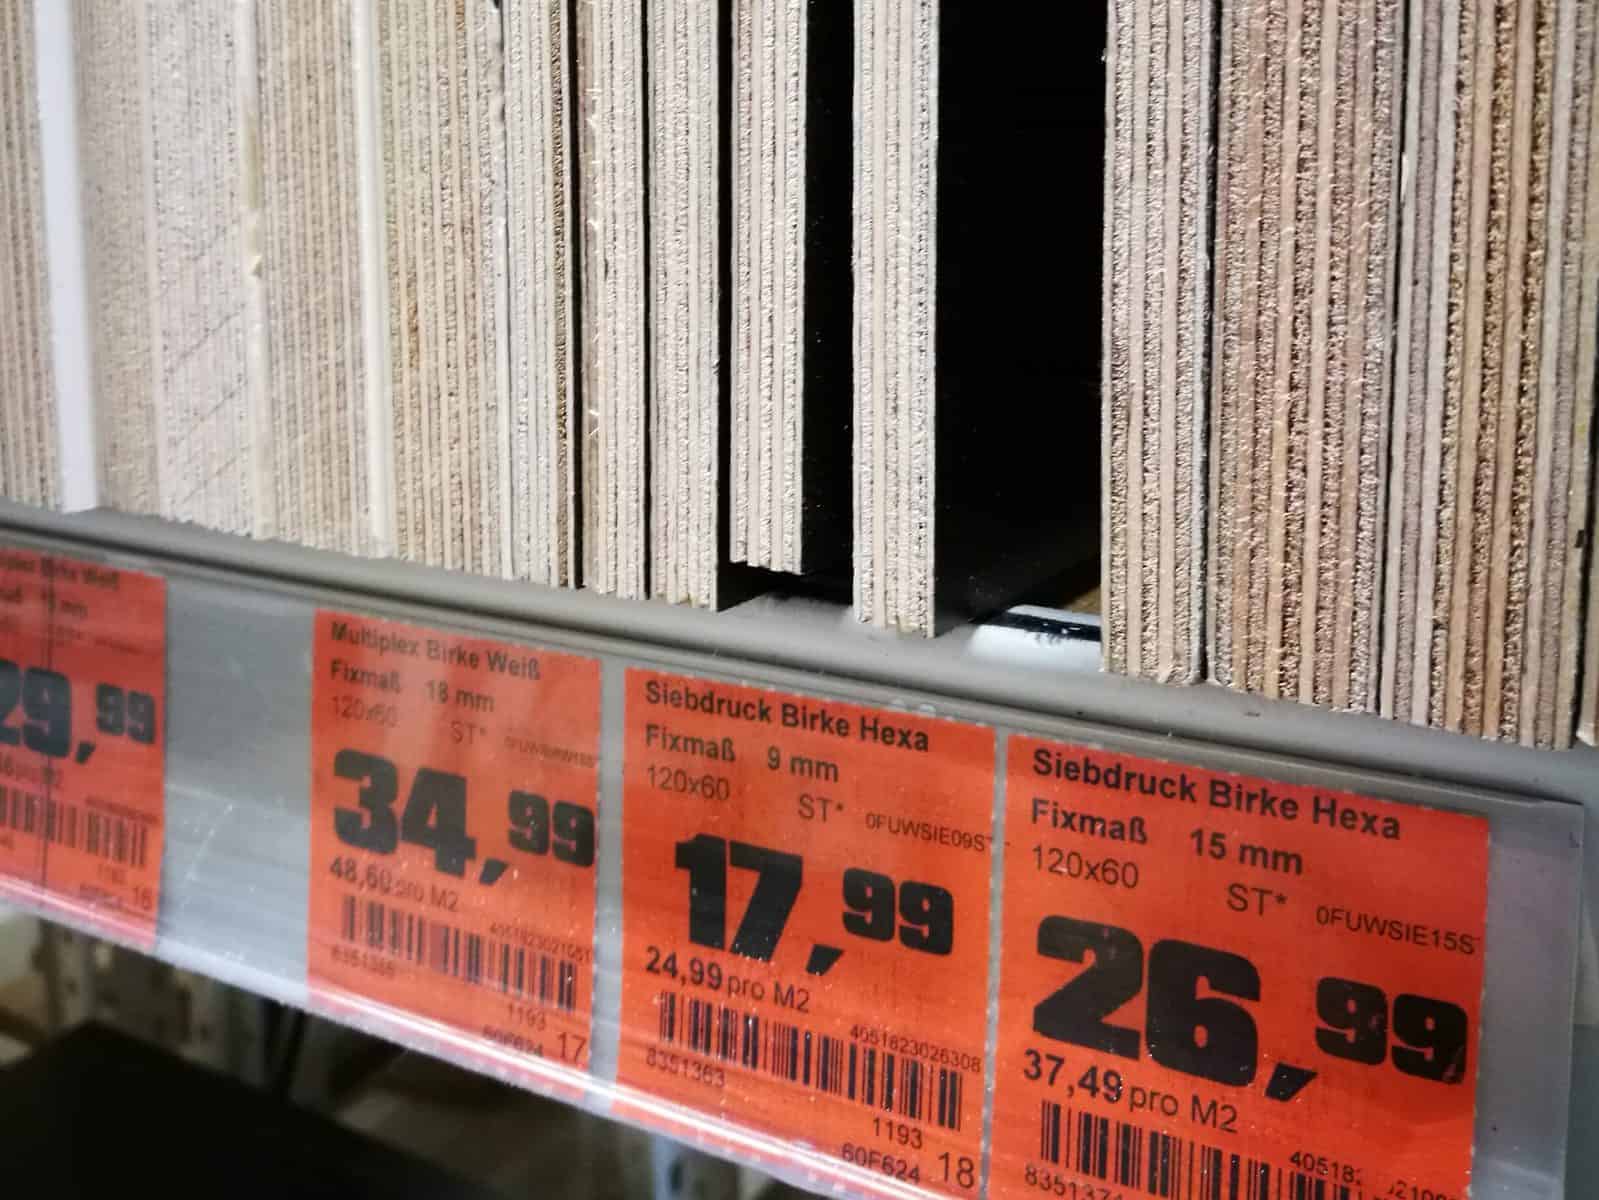 29,99
Multiplex Birke Weiß
Fixmaß 18 mm
120x60
ST*
34,99
48,60 pro M2
1193
60F624 17
Siebdruck Birke Hexa
Fixmaß 9 mm
120x60
ST* 0FUWSIE09S
17,99
24,99 pro M2
4051823026308
8351363
1193
60F624 18
Siebdruck Birke Hexa
Fixmaß 15 mm
120x60
ST* 0FUWSIE15S
26,99
37,49 pro M2